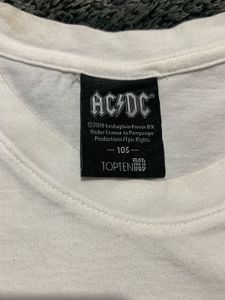 AC/DC
©2019 Leidseplein Presse B.V.
Under License to Perryscope
Productions/Epic Rights
— 105 —
TOPTEN